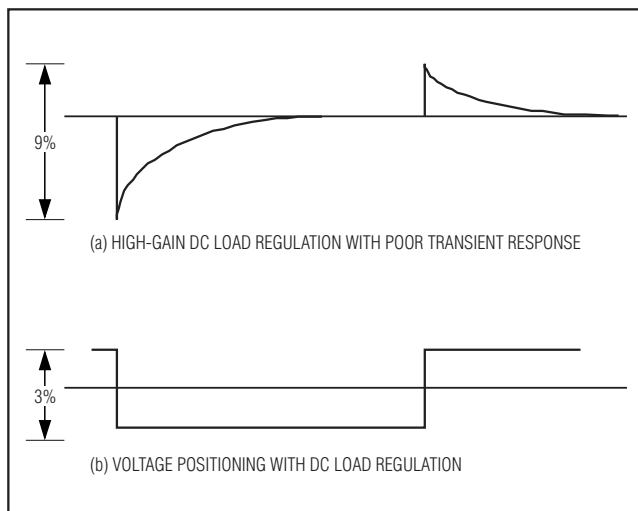 9%
(a) HIGH-GAIN DC LOAD REGULATION WITH POOR TRANSIENT RESPONSE
3%
(b) VOLTAGE POSITIONING WITH DC LOAD REGULATION